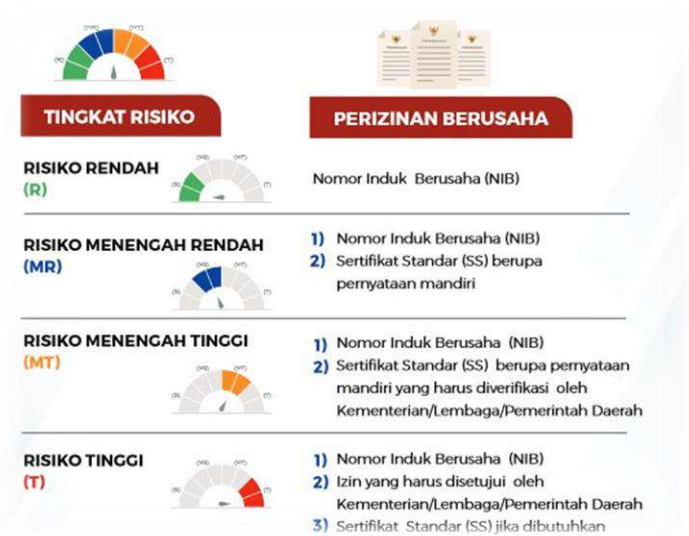 TINGKAT RISIKO
PERIZINAN BERUSAHA
RISIKO RENDAH
(R)
Nomor Induk Berusaha (NIB)
RISIKO MENENGAH RENDAH
(MR)
1) Nomor Induk Berusaha (NIB)
2) Sertifikat Standar (SS) berupa
pernyataan mandiri
RISIKO MENENGAH TINGGI
(MT)
1) Nomor Induk Berusaha (NIB)
2) Sertifikat Standar (SS) berupa pernyataan
mandiri yang harus diverifikasi oleh
Kementerian/Lembaga/Pemerintah Daerah
RISIKO TINGGI
(T)
1) Nomor Induk Berusaha (NIB)
2) Izin yang harus disetujui oleh
Kementerian/Lembaga/Pemerintah Daerah
3) Sertifikat Standar (SS) jika dibutuhkan